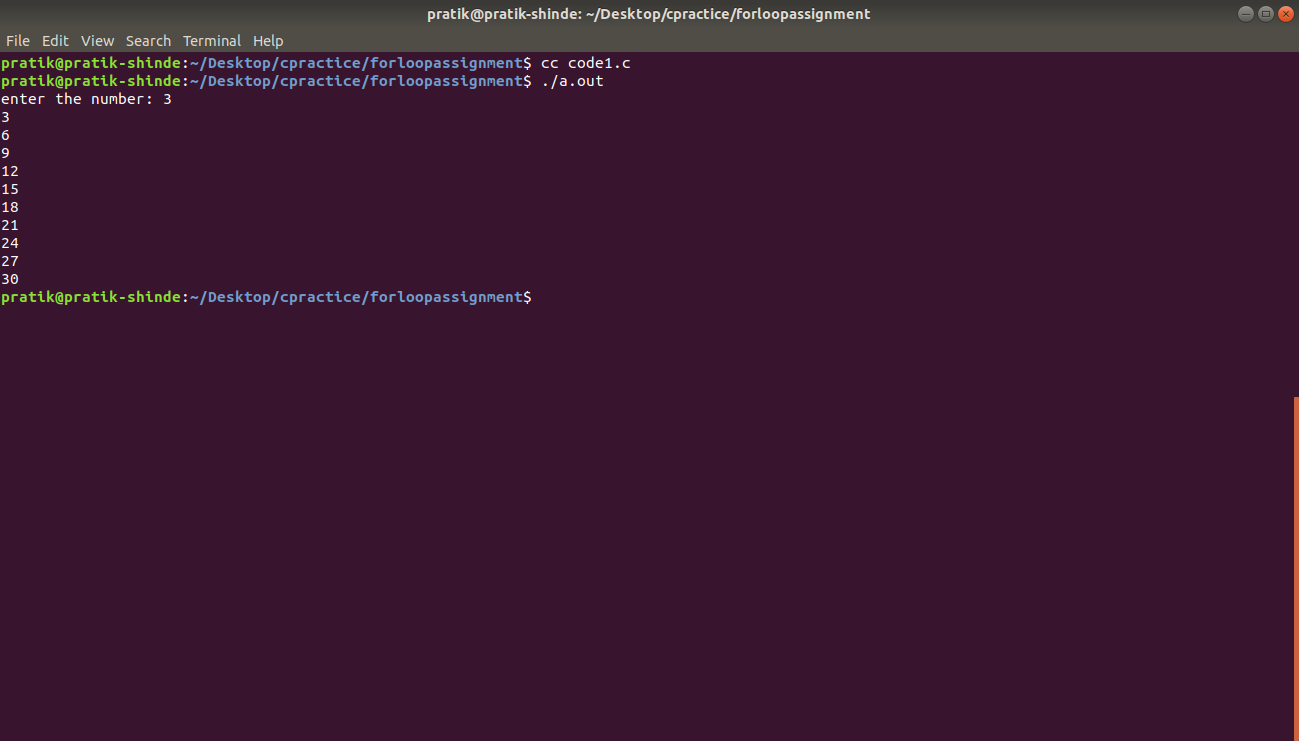 pratik@pratik-shinde: ~/Desktop/cpractice/forloopassignment
File Edit View Search Terminal Help
pratik@pratik-shinde:~/Desktop/cpractice/forloopassignment$ cc code1.c
pratik@pratik-shinde:~/Desktop/cpractice/forloopassignment$ ./a.out
enter the number: 3
3
6
9
12
15
18
21
24
27
30
pratik@pratik-shinde:~/Desktop/cpractice/forloopassignment$